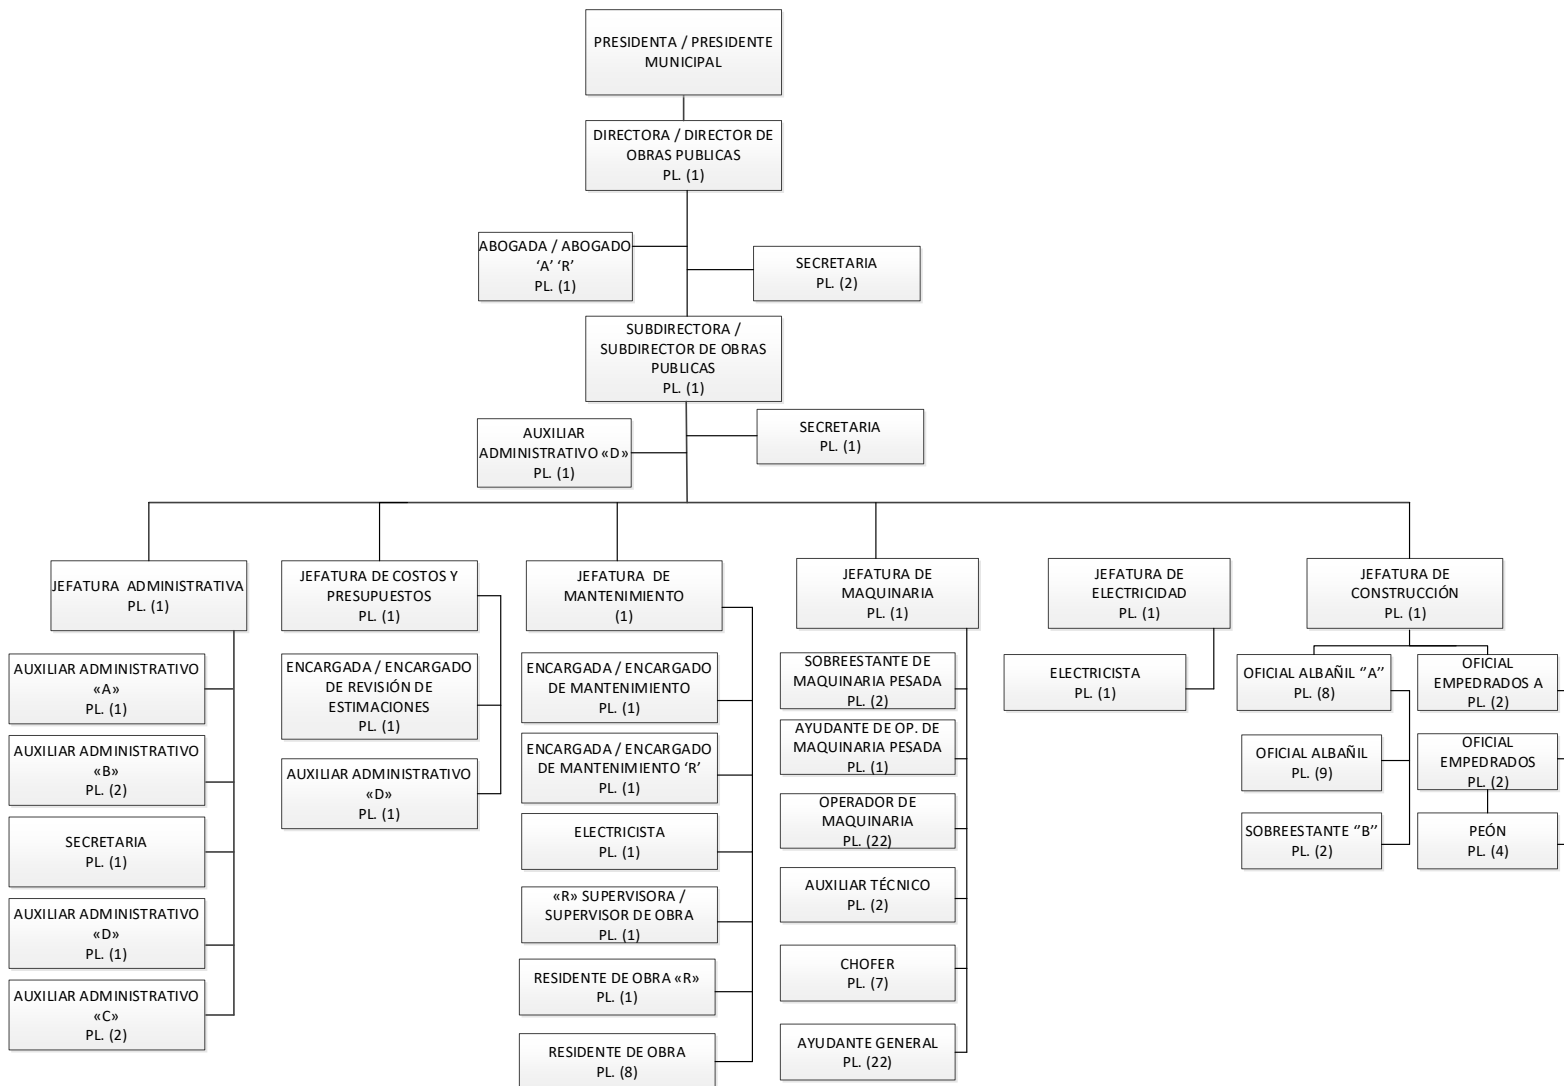 PRESIDENTA / PRESIDENTE
MUNICIPAL
DIRECTORA / DIRECTOR DE
OBRAS PUBLICAS
PL. (1)
ABOGADA / ABOGADO
‘A’ ‘R’
PL. (1)
SECRETARIA
PL. (2)
SUBDIRECTORA /
SUBDIRECTOR DE OBRAS
PUBLICAS
PL. (1)
AUXILIAR
ADMINISTRATIVO «D»
PL. (1)
SECRETARIA
PL. (1)
JEFATURA ADMINISTRATIVA
PL. (1)
AUXILIAR ADMINISTRATIVO
«A»
PL. (1)
AUXILIAR ADMINISTRATIVO
«B»
PL. (2)
SECRETARIA
PL. (1)
AUXILIAR ADMINISTRATIVO
«D»
PL. (1)
AUXILIAR ADMINISTRATIVO
«C»
PL. (2)
JEFATURA DE COSTOS Y
PRESUPUESTOS
PL. (1)
ENCARGADA / ENCARGADO
DE REVISIÓN DE
ESTIMACIONES
PL. (1)
AUXILIAR ADMINISTRATIVO
«D»
PL. (1)
JEFATURA DE
MANTENIMIENTO
(1)
ENCARGADA / ENCARGADO
DE MANTENIMIENTO
PL. (1)
ENCARGADA / ENCARGADO
DE MANTENIMIENTO ‘R’
PL. (1)
ELECTRICISTA
PL. (1)
«R» SUPERVISORA /
SUPERVISOR DE OBRA
PL. (1)
RESIDENTE DE OBRA «R»
PL. (1)
RESIDENTE DE OBRA
PL. (8)
JEFATURA DE
MAQUINARIA
PL. (1)
SOBREESTANTE DE
MAQUINARIA PESADA
PL. (2)
AYUDANTE DE OP. DE
MAQUINARIA PESADA
PL. (1)
OPERADOR DE
MAQUINARIA
PL. (22)
AUXILIAR TÉCNICO
PL. (2)
CHOFER
PL. (7)
AYUDANTE GENERAL
PL. (22)
JEFATURA DE
ELECTRICIDAD
PL. (1)
ELECTRICISTA
PL. (1)
JEFATURA DE
CONSTRUCCIÓN
PL. (1)
OFICIAL ALBAÑIL ‘’A’’
PL. (8)
OFICIAL ALBAÑIL
PL. (9)
SOBREESTANTE ‘’B’’
PL. (2)
OFICIAL
EMPEDRADOS A
PL. (2)
OFICIAL
EMPEDRADOS
PL. (2)
PEÓN
PL. (4)